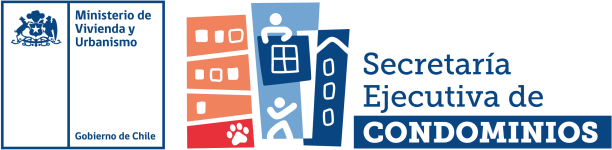 Ministerio de
Vivienda y
Urbanismo
Gobierno de Chile
Secretaría
Ejecutiva de
CONDOMINIOS